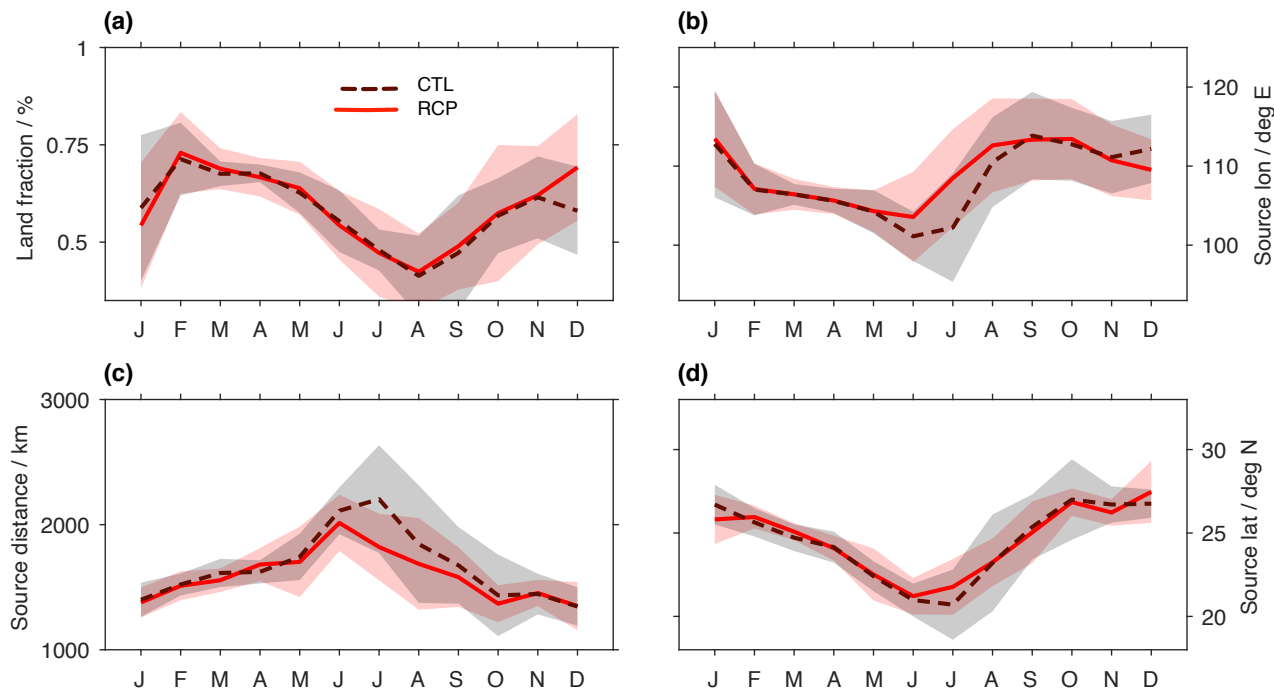 (a)
Land fraction / %
1
0.75
0.5
CTL
RCP
J F M A M J J A S O N D
(b)
Source lon / deg E
120
110
100
J F M A M J J A S O N D
(c)
Source distance / km
3000
2000
1000
J F M A M J J A S O N D
(d)
Source lat / deg N
30
25
20
J F M A M J J A S O N D